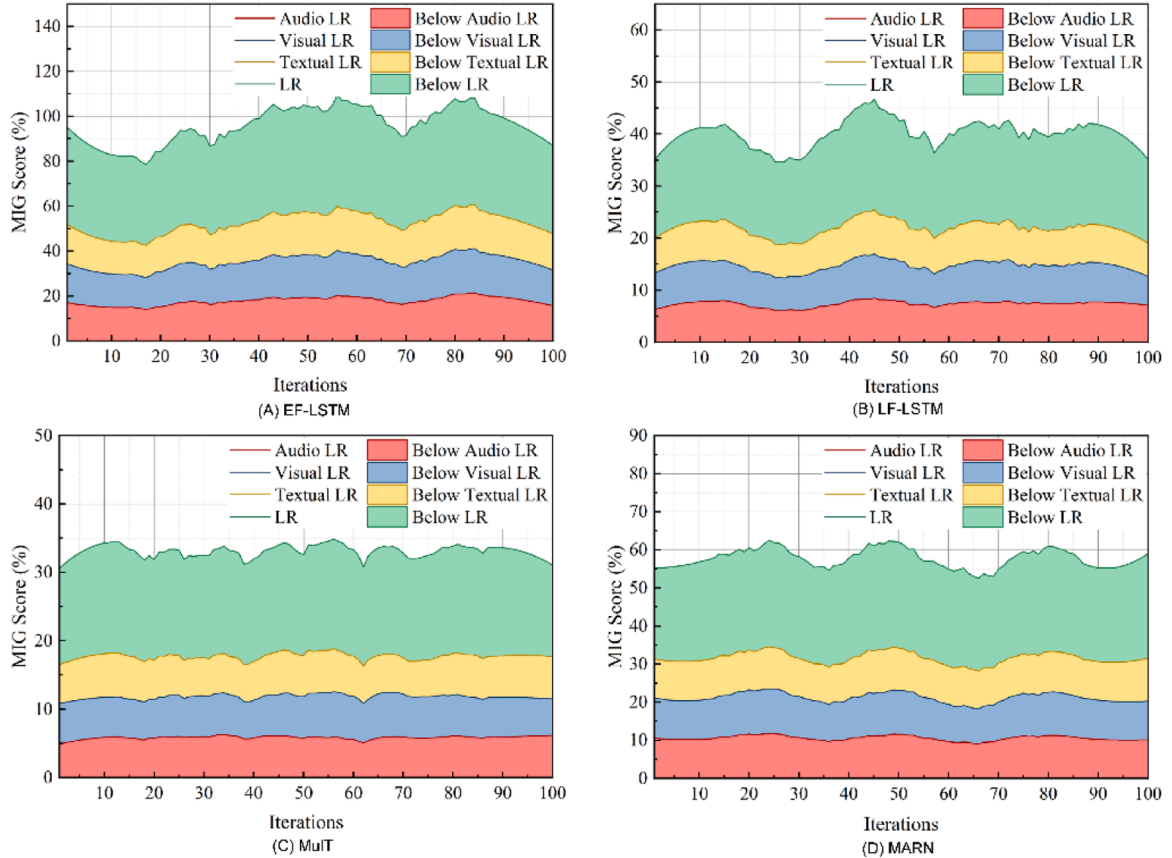 MIG Score (%)
150
120
100
80
60
40
20
0
Audio LR
Visual LR
Textual LR
LR
Below Audio LR
Below Visual LR
Below Textual LR
Below LR
10 20 30 40 50 60 70 80 90 100
Iterations
(A) EF-LSTM
MIG Score (%)
60
50
40
30
20
10
0
Audio LR
Visual LR
Textual LR
LR
Below Audio LR
Below Visual LR
Below Textual LR
Below LR
10 20 30 40 50 60 70 80 90 100
Iterations
(B) LF-LSTM
MIG Score (%)
50
40
30
20
10
0
Audio LR
Visual LR
Textual LR
LR
Below Audio LR
Below Visual LR
Below Textual LR
Below LR
10 20 30 40 50 60 70 80 90 100
Iterations
(C) MulT
MIG Score (%)
90
80
70
60
50
40
30
20
10
0
Audio LR
Visual LR
Textual LR
LR
Below Audio LR
Below Visual LR
Below Textual LR
Below LR
10 20 30 40 50 60 70 80 90 100
Iterations
(D) MARN